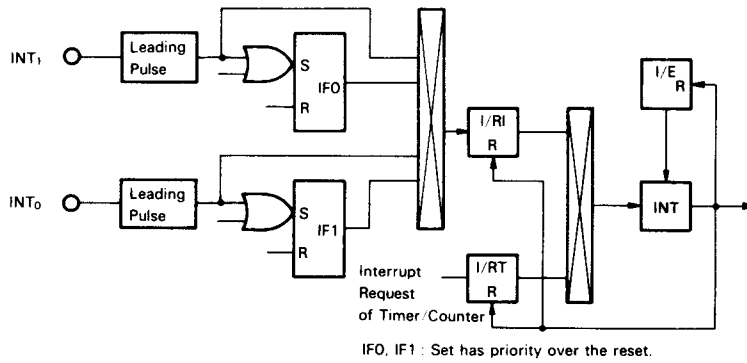 INT₁
Leading
Pulse
S
IF0
R
I/E
R
I/RI
R
INT₀
Leading
Pulse
S
IF1
R
INT
Interrupt
Request
of Timer/Counter
I/RT
R
IF0, IF1 : Set has priority over the reset.